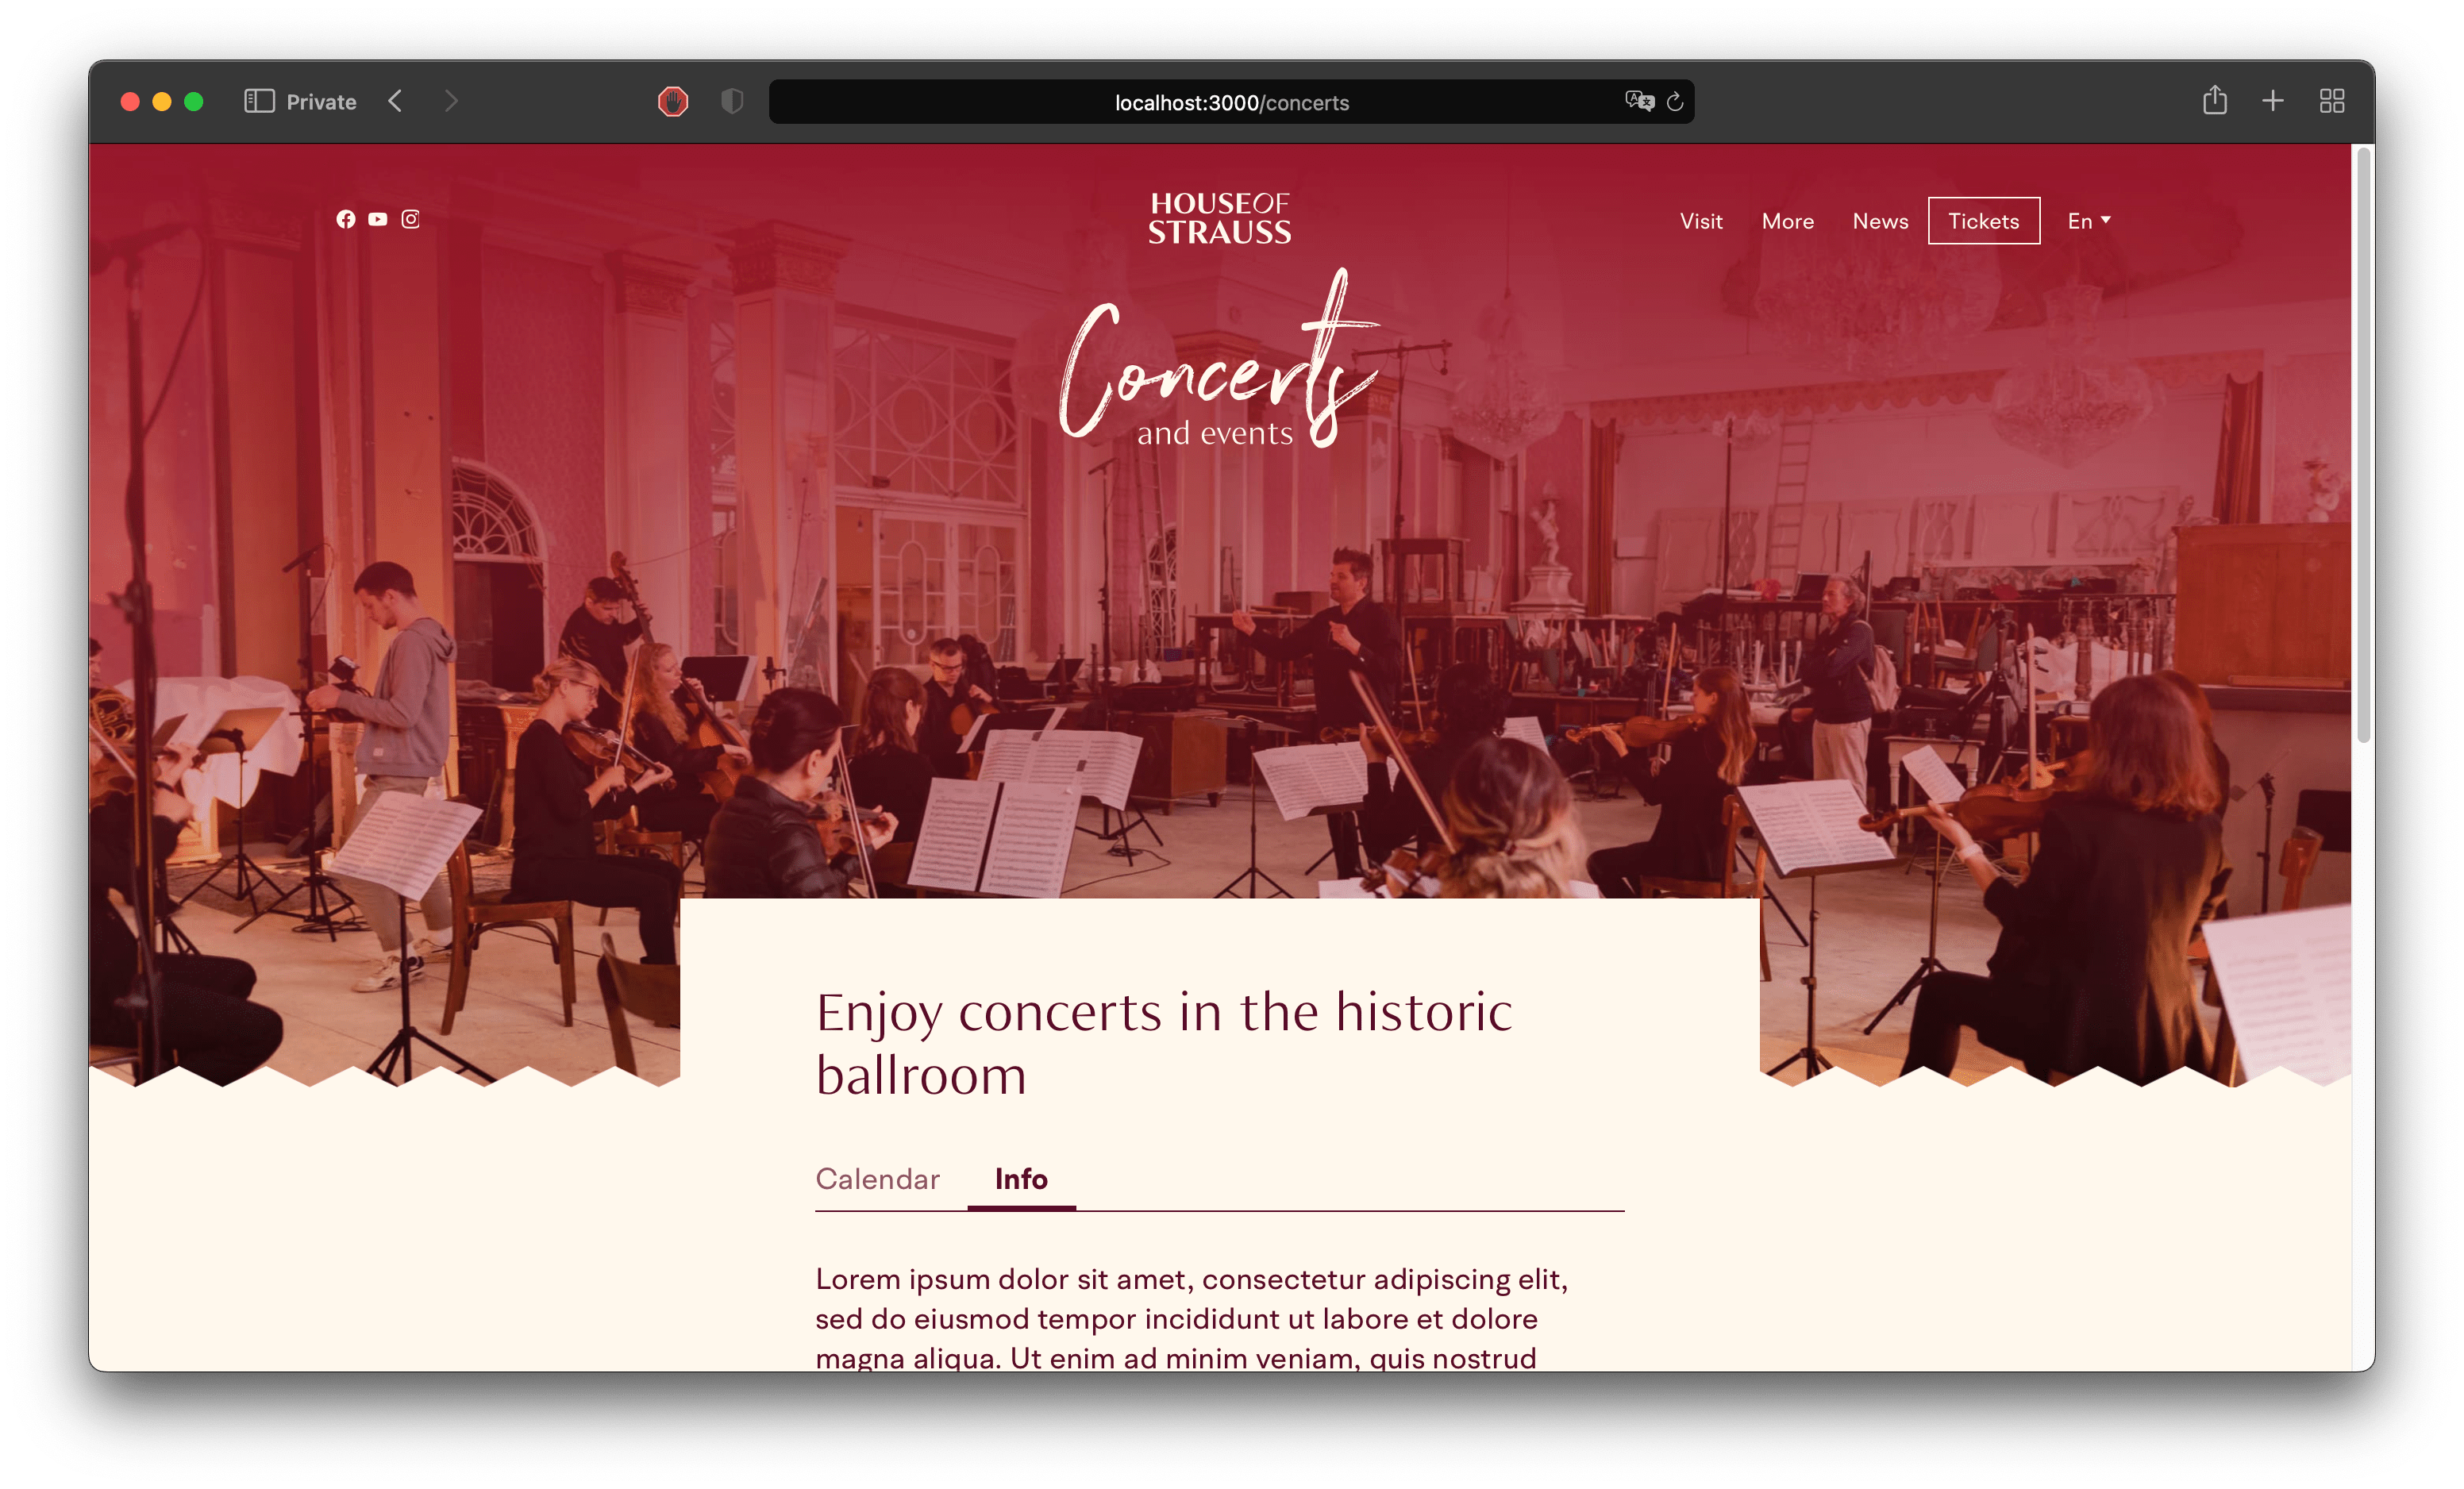 Private
localhost:3000/concerts
HOUSE OF
STRAUSS
Visit More News Tickets En
Concerts
and events
Enjoy concerts in the historic
ballroom
Calendar Info
Lorem ipsum dolor sit amet, consectetur adipiscing elit,
sed do eiusmod tempor incididunt ut labore et dolore
magna aliqua. Ut enim ad minim veniam, quis nostrud